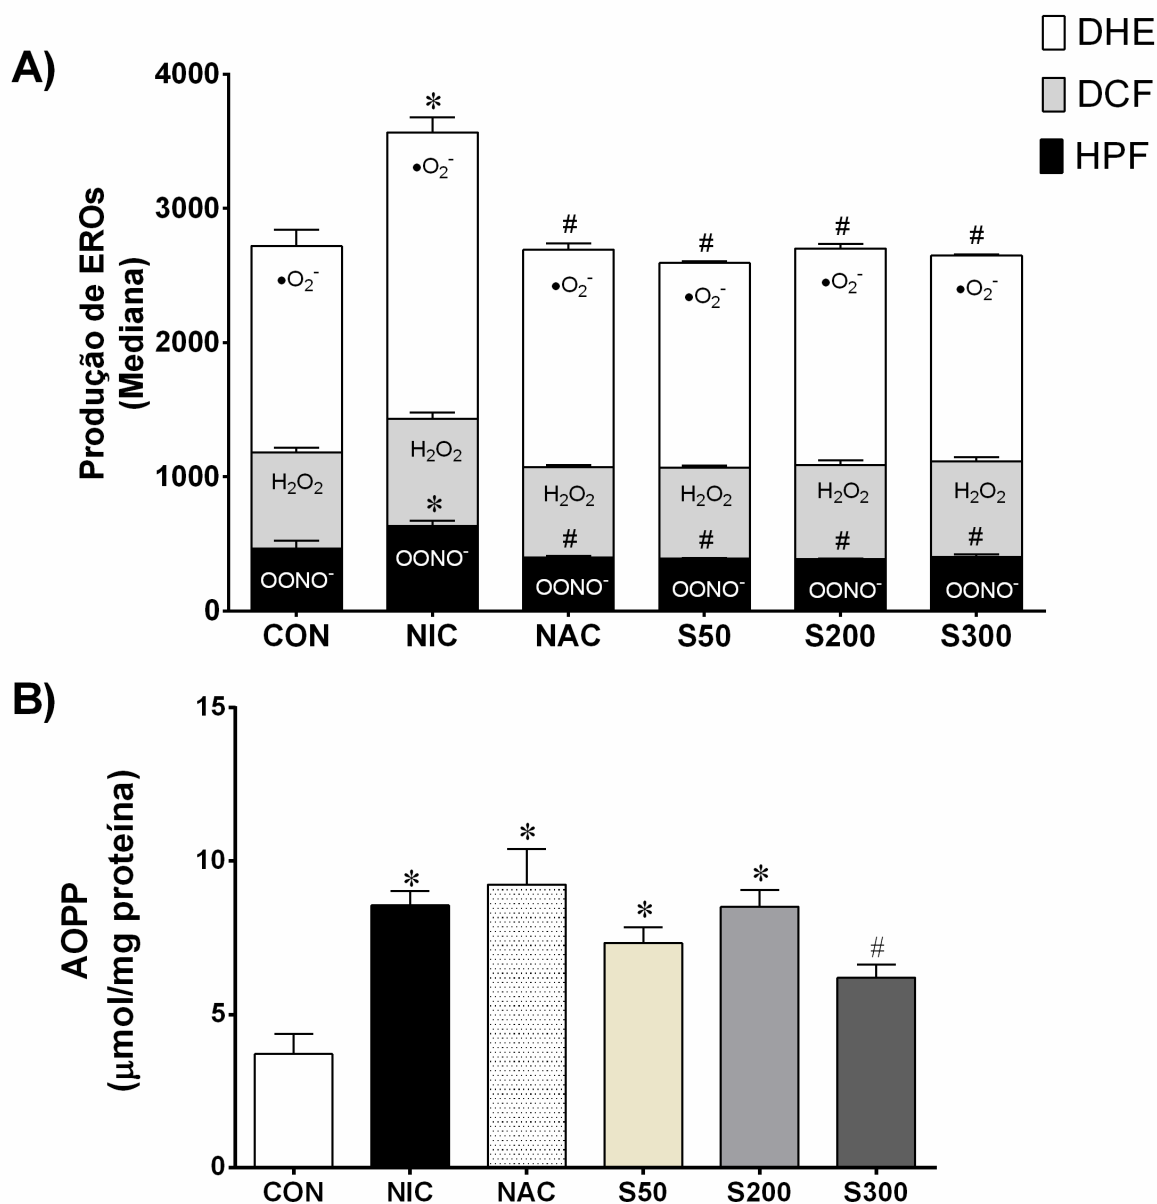 A)
DHE
DCF
HPF
Produção de EROs
(Mediana)
4000
3000
2000
1000
0
*
•O₂⁻
H₂O₂
OONO⁻
*
•O₂⁻
H₂O₂
*
OONO⁻
#
•O₂⁻
H₂O₂
#
OONO⁻
#
•O₂⁻
H₂O₂
#
OONO⁻
#
•O₂⁻
H₂O₂
#
OONO⁻
#
•O₂⁻
H₂O₂
#
OONO⁻
CON NIC NAC S50 S200 S300
B)
AOPP
(µmol/mg proteína)
15
10
5
0
* * * * #
CON NIC NAC S50 S200 S300